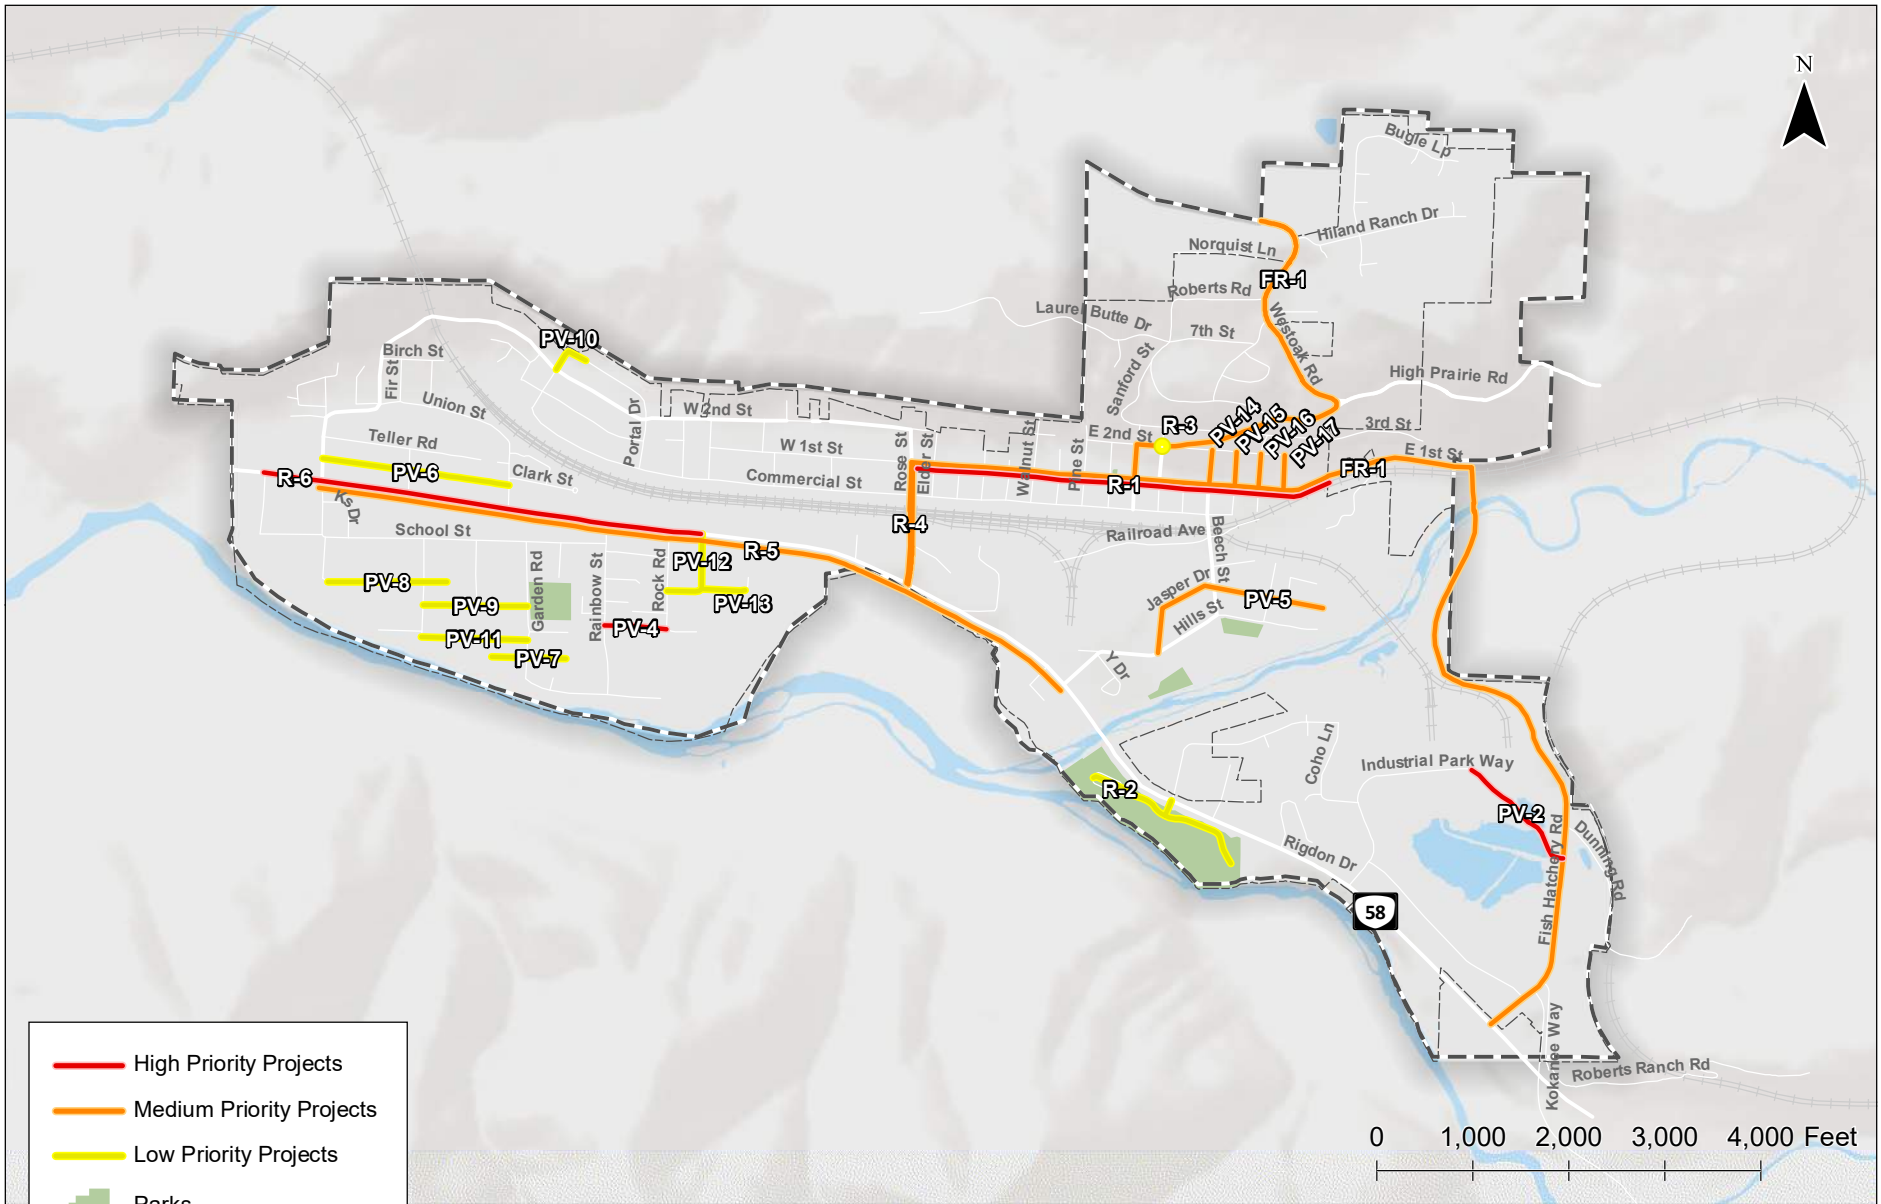 N
Bugle Lp
Hiland Ranch Dr
Norquist Ln
FR-1
Roberts Rd
Laurel Butte Dr
7th St
Westoak Rd
Sanford St
High Prairie Rd
PV-10
Birch St
Fir St
Union St
Portal Dr
W 2nd St
Teller Rd
W 1st St
Clark St
Commercial St
Rose St
Elder St
Walnut St
Pine St
E 2nd St
R-3
PV-14
PV-15
PV-16
PV-17
3rd St
E 1st St
FR-1
R-6
PV-6
R-1
Ks Dr
School St
R-4
R-5
Railroad Ave
Beech St
PV-12
PV-8
PV-9
Garden Rd
Rainbow St
Rock Rd
PV-13
PV-4
PV-11
PV-7
Jasper Dr
PV-5
Hills St
Y Dr
R-2
Coho Ln
Industrial Park Way
PV-2
Rigdon Dr
Fish Hatchery Rd
Dunning Rd
58
Kokanee Way
Roberts Ranch Rd
High Priority Projects
Medium Priority Projects
Low Priority Projects
Parks
0 1,000 2,000 3,000 4,000 Feet